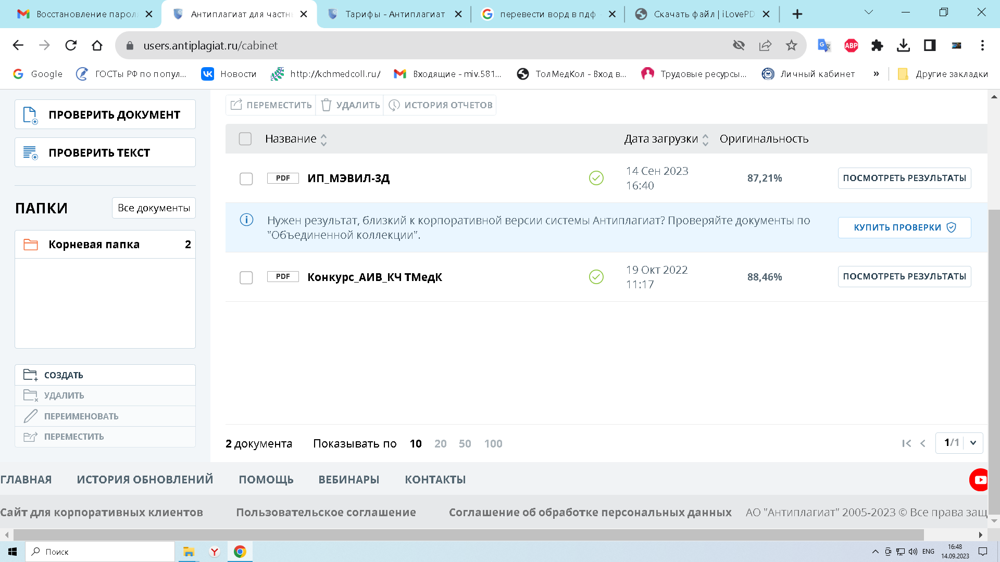 Восстановление парол
Антиплагиат для частн
Тарифы - Антиплагиат
перевести ворд в пдф
Скачать файл | iLovePD
users.antiplagiat.ru/cabinet
ABP
Google
ГОСТы РФ по попул...
Новости
http://kchmedcoll.ru/
Входящие - miv.581...
ТолМедКол - Вход в...
Трудовые ресурсы...
Личный кабинет
»
Другие закладки
ПРОВЕРИТЬ ДОКУМЕНТ
ПРОВЕРИТЬ ТЕКСТ
ПАПКИ
Все документы
Корневая папка 2
СОЗДАТЬ
УДАЛИТЬ
ПЕРЕИМЕНОВАТЬ
ПЕРЕМЕСТИТЬ
ПЕРЕМЕСТИТЬ УДАЛИТЬ ИСТОРИЯ ОТЧЕТОВ
Название Дата загрузки Оригинальность
PDF ИП_МЭВИЛ-3Д 14 Сен 2023 16:40 87,21% ПОСМОТРЕТЬ РЕЗУЛЬТАТЫ
Нужен результат, близкий к корпоративной версии системы Антиплагиат? Проверяйте документы по
"Объединенной коллекции".
КУПИТЬ ПРОВЕРКИ
PDF Конкурс_АИВ_КЧ ТМедК 19 Окт 2022 11:17 88,46% ПОСМОТРЕТЬ РЕЗУЛЬТАТЫ
2 документа Показывать по 10 20 50 100 1/1
ГЛАВНАЯ ИСТОРИЯ ОБНОВЛЕНИЙ ПОМОЩЬ ВЕБИНАРЫ КОНТАКТЫ
Сайт для корпоративных клиентов Пользовательское соглашение Соглашение об обработке персональных данных АО "Антиплагиат" 2005-2023 © Все права защ
Поиск
ENG
16:48
14.09.2023